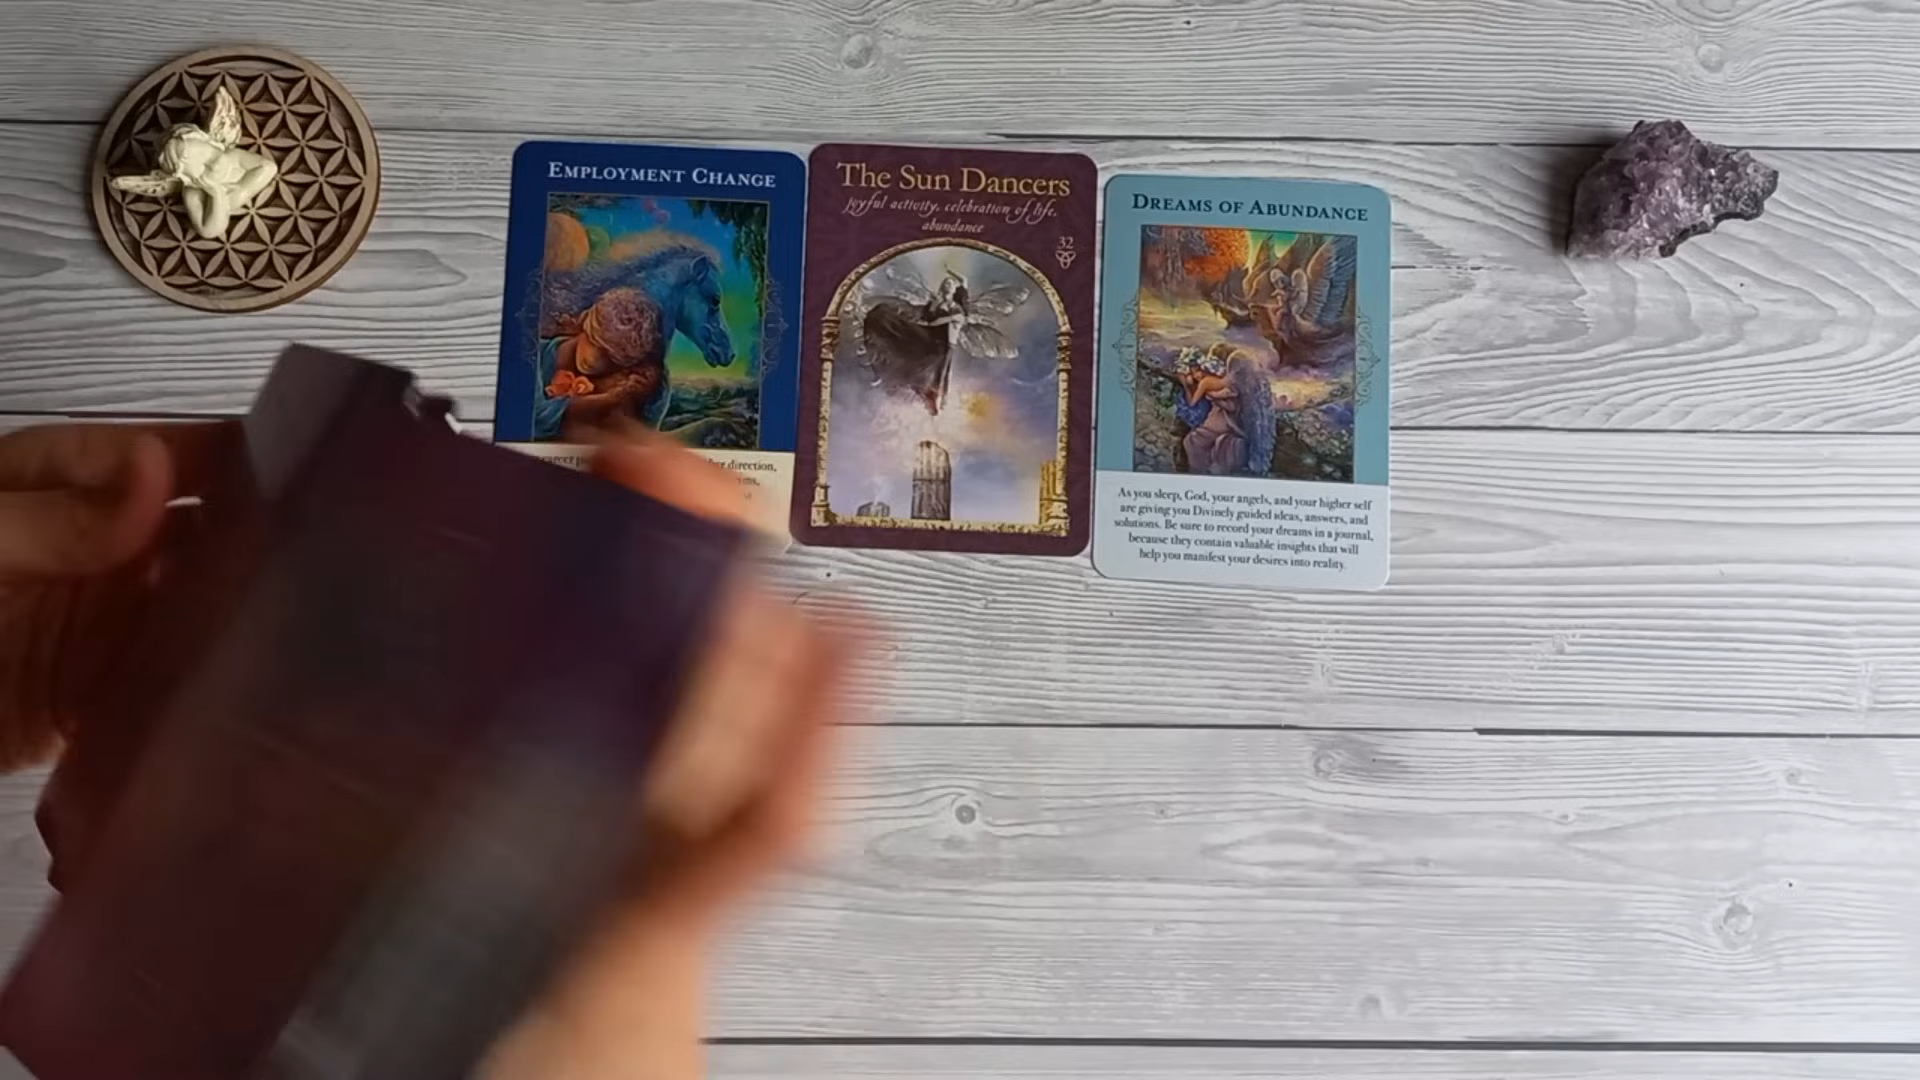 EMPLOYMENT CHANGE
career
direction,
The Sun Dancers
joyful activity, celebration of life,
abundance
32
DREAMS OF ABUNDANCE
As you sleep, God, your angels, and your higher self
are giving you Divinely guided ideas, answers, and
solutions. Be sure to record your dreams in a journal,
because they contain valuable insights that will
help you manifest your desires into reality.